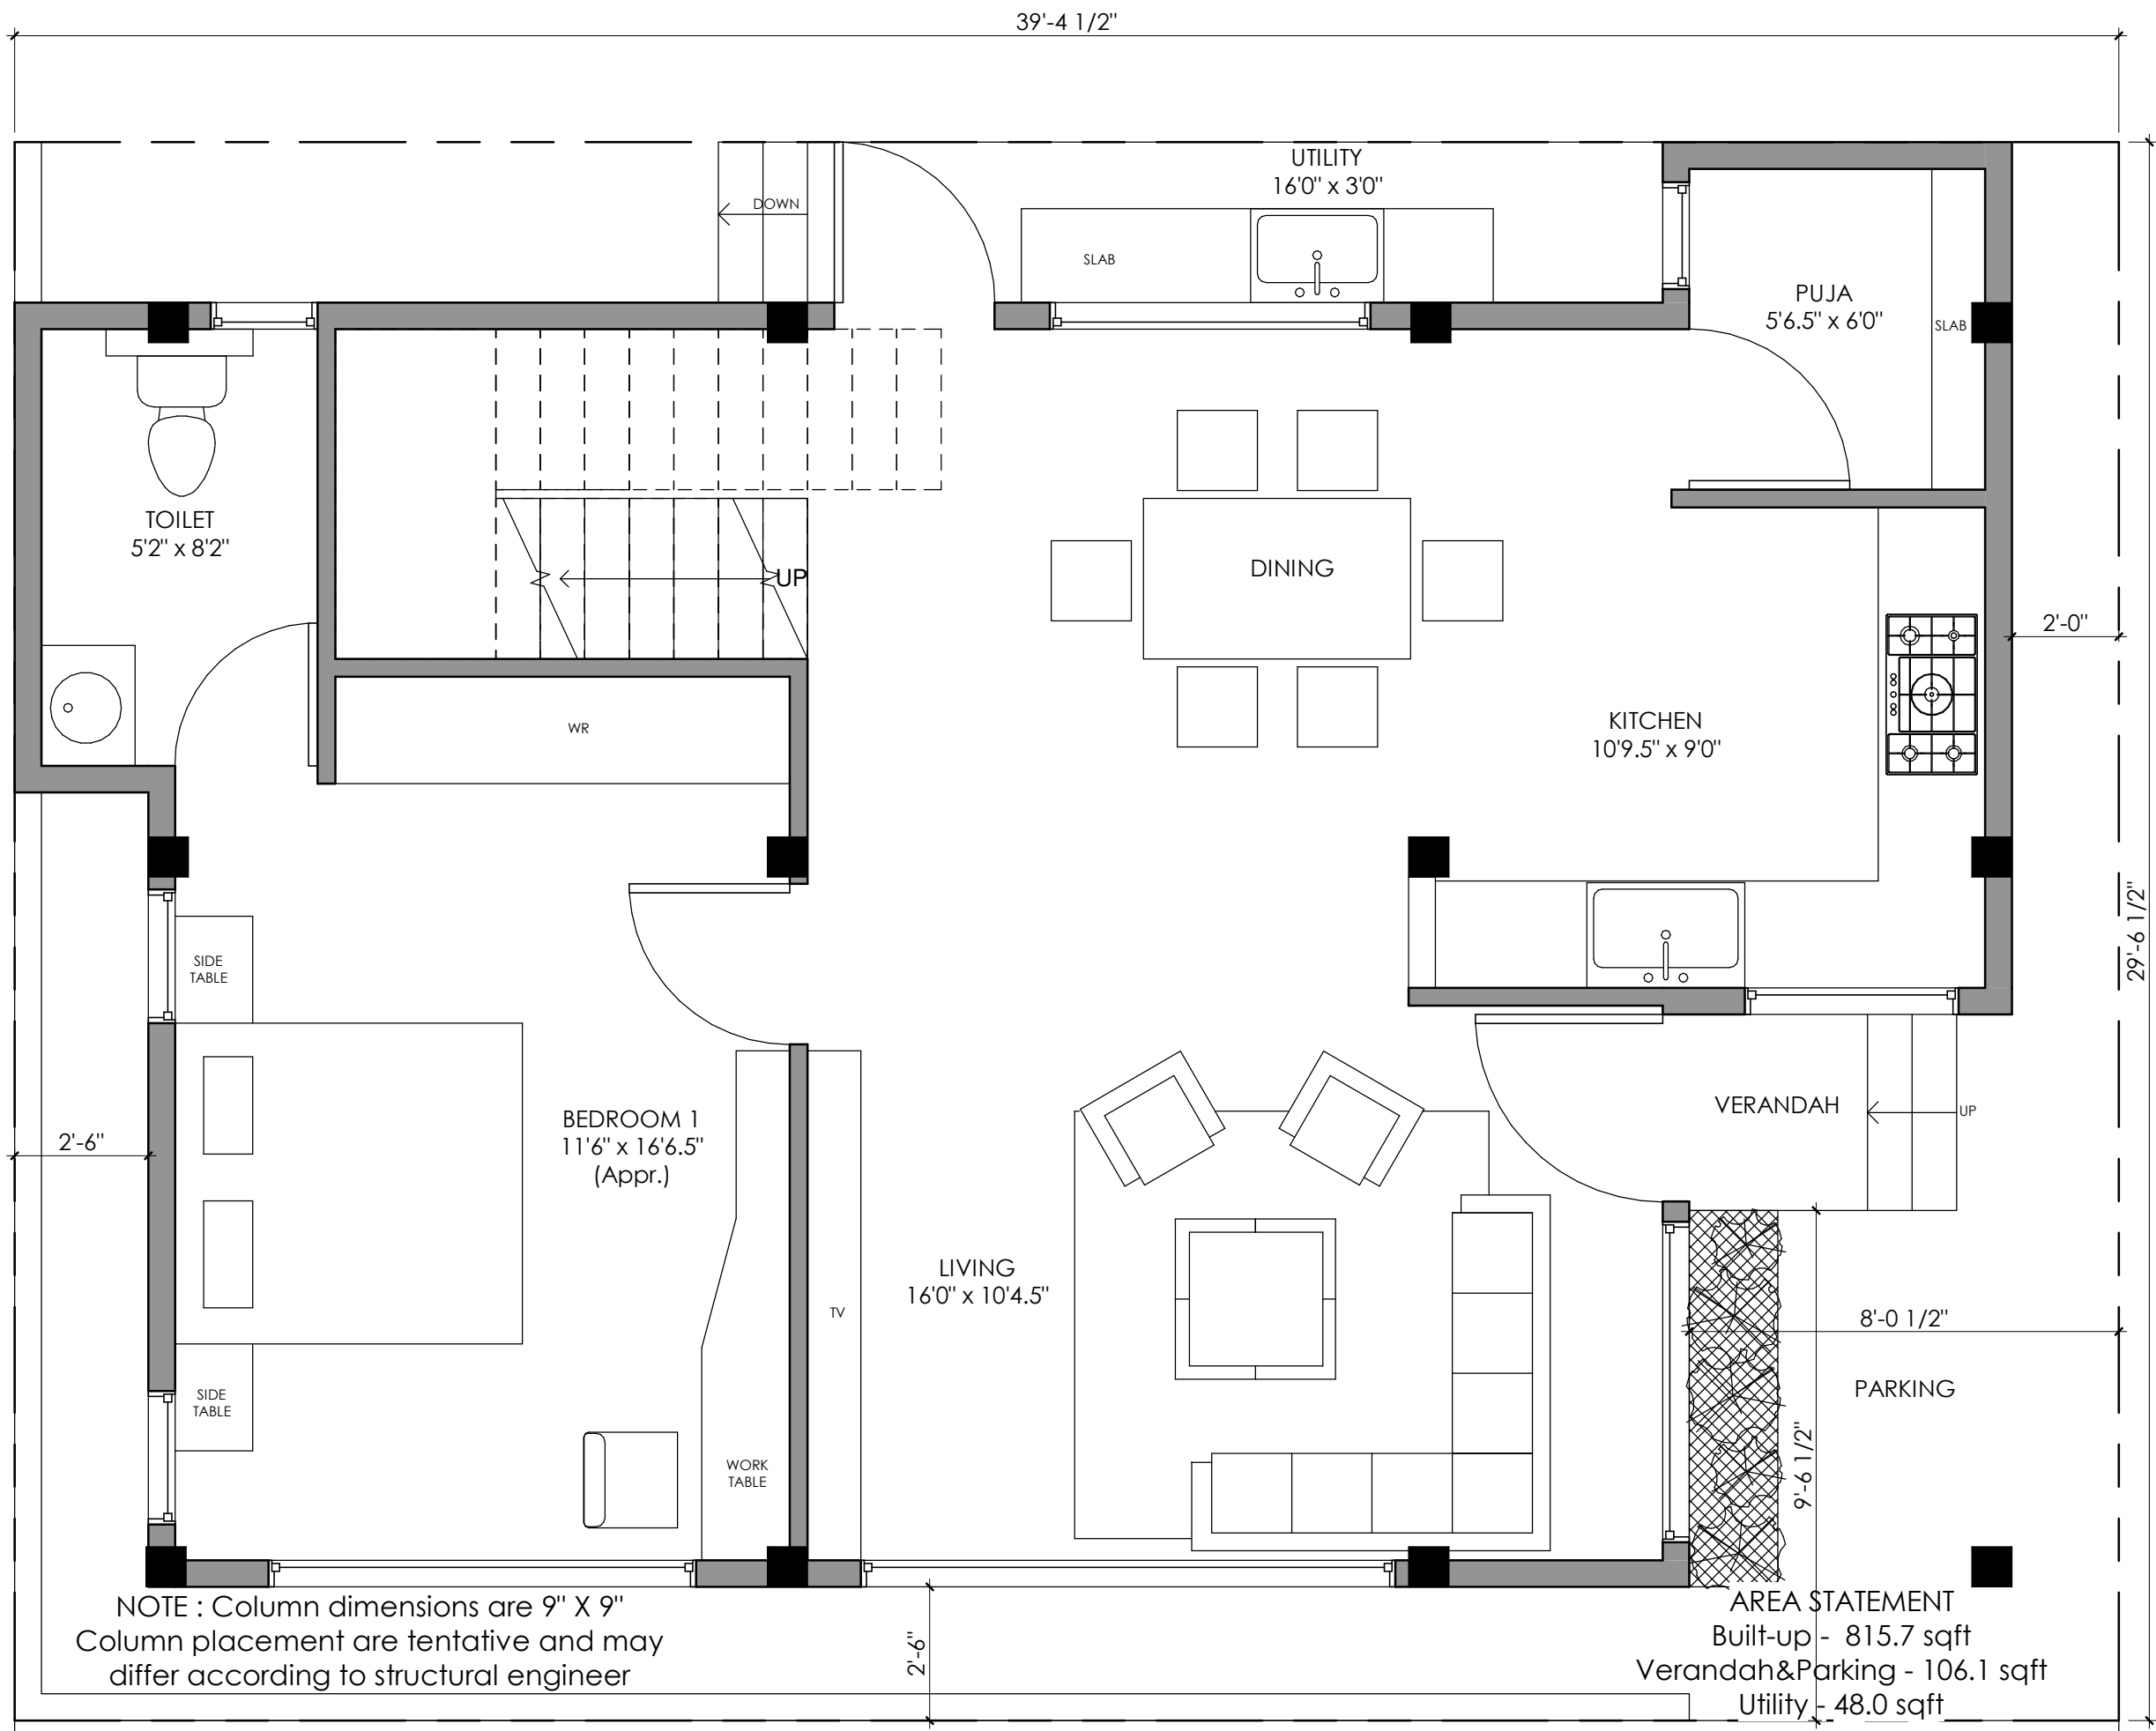 39'-4 1/2"
UTILITY
16'0" x 3'0"
DOWN
SLAB
PUJA
5'6.5" x 6'0"
SLAB
TOILET
5'2" x 8'2"
UP
DINING
2'-0"
WR
KITCHEN
10'9.5" x 9'0"
29'-6 1/2"
SIDE
TABLE
2'-6"
BEDROOM 1
11'6" x 16'6.5"
(Appr.)
VERANDAH
UP
LIVING
16'0" x 10'4.5"
TV
8'-0 1/2"
PARKING
SIDE
TABLE
WORK
TABLE
9'-6 1/2"
2'-6"
NOTE : Column dimensions are 9" X 9"
Column placement are tentative and may
differ according to structural engineer
AREA STATEMENT
Built-up - 815.7 sqft
Verandah&Parking - 106.1 sqft
Utility - 48.0 sqft